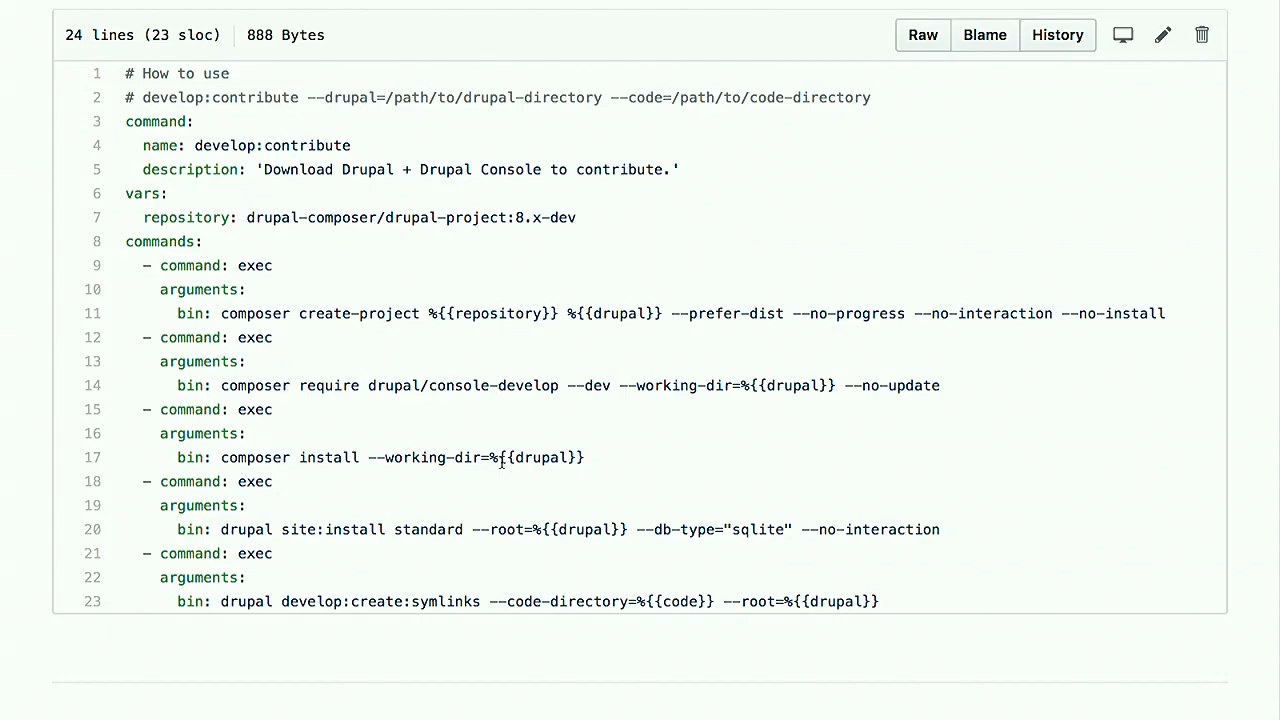 24 lines (23 sloc) 888 Bytes Raw Blame History
1 # How to use
2 # develop:contribute --drupal=/path/to/drupal-directory --code=/path/to/code-directory
3 command:
4 name: develop:contribute
5 description: 'Download Drupal + Drupal Console to contribute.'
6 vars:
7 repository: drupal-composer/drupal-project:8.x-dev
8 commands:
9 - command: exec
10 arguments:
11 bin: composer create-project %{{repository}} %{{drupal}} --prefer-dist --no-progress --no-interaction --no-install
12 - command: exec
13 arguments:
14 bin: composer require drupal/console-develop --dev --working-dir=%{{drupal}} --no-update
15 - command: exec
16 arguments:
17 bin: composer install --working-dir=%{{drupal}}
18 - command: exec
19 arguments:
20 bin: drupal site:install standard --root=%{{drupal}} --db-type="sqlite" --no-interaction
21 - command: exec
22 arguments:
23 bin: drupal develop:create:symlinks --code-directory=%{{code}} --root=%{{drupal}}